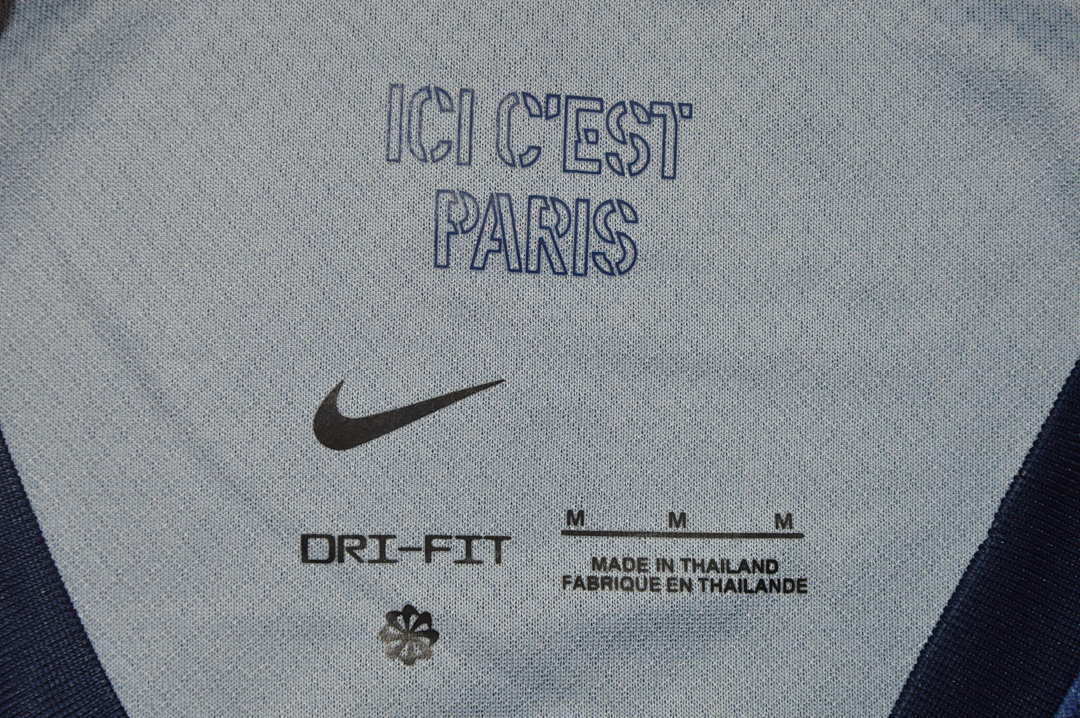 ICI C'EST
PARIS
DRI-FIT
M M M
MADE IN THAILAND
FABRIQUE EN THAILANDE